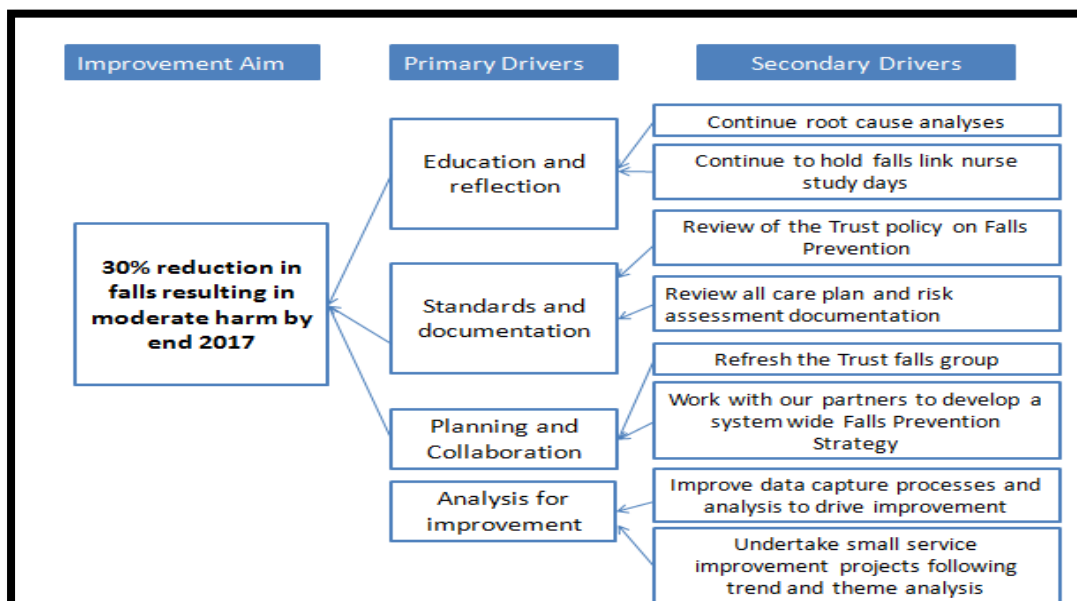 Improvement Aim
Primary Drivers
Secondary Drivers
30% reduction in
falls resulting in
moderate harm by
end 2017
Education and
reflection
Standards and
documentation
Planning and
Collaboration
Analysis for
improvement
Continue root cause analyses
Continue to hold falls link nurse
study days
Review of the Trust policy on Falls
Prevention
Review all care plan and risk
assessment documentation
Refresh the Trust falls group
Work with our partners to develop a
system wide Falls Prevention
Strategy
Improve data capture processes and
analysis to drive improvement
Undertake small service
improvement projects following
trend and theme analysis